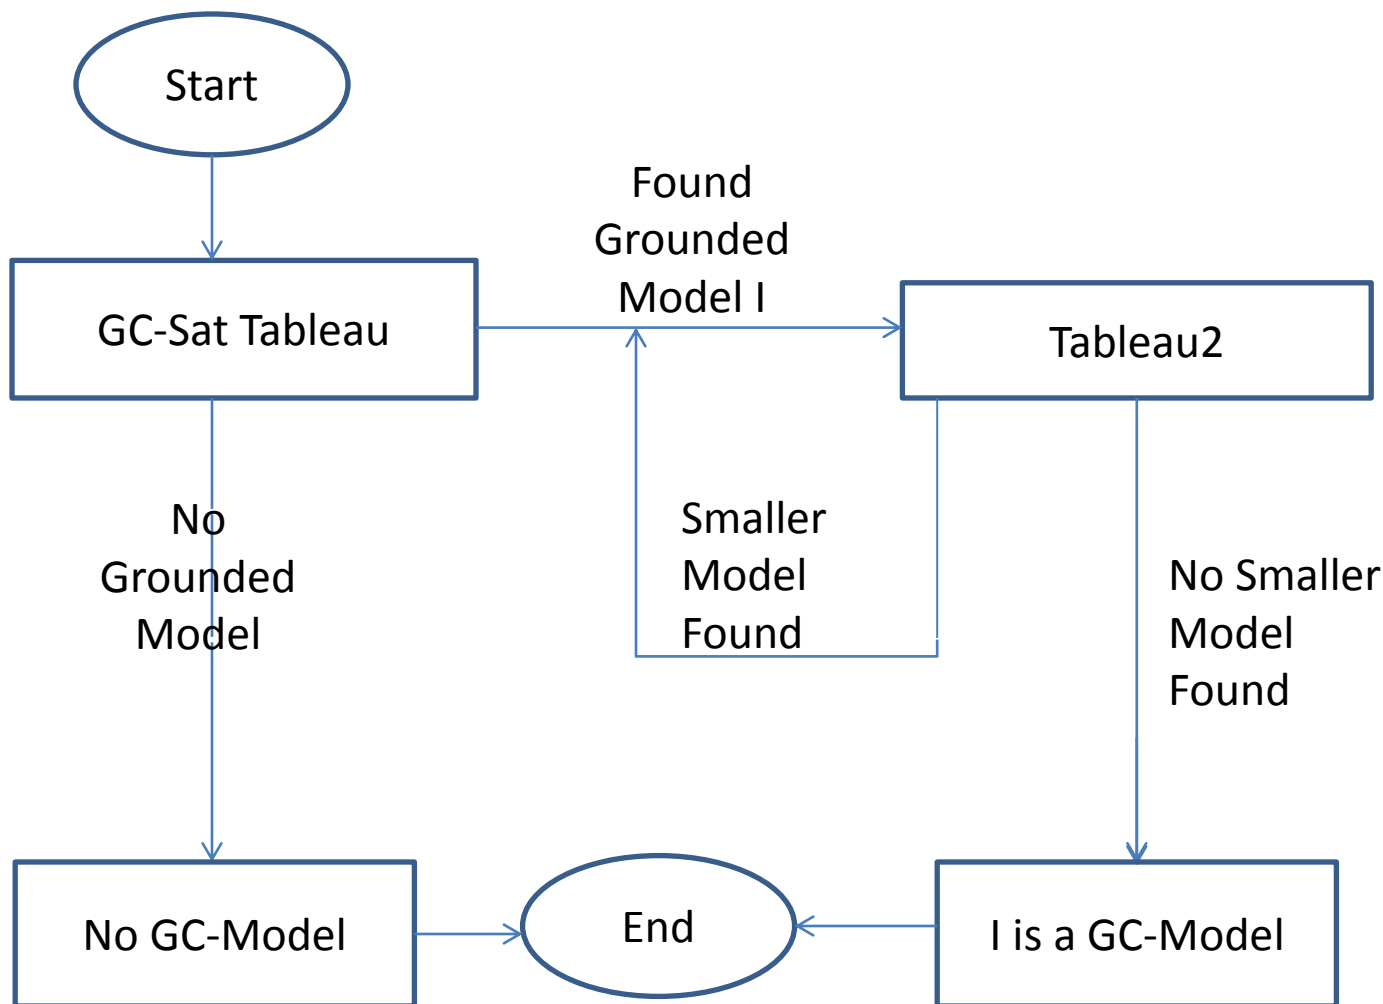 Start
Found
Grounded
Model I
GC-Sat Tableau
Tableau2
No
Grounded
Model
Smaller
Model
Found
No Smaller
Model
Found
No GC-Model
End
I is a GC-Model